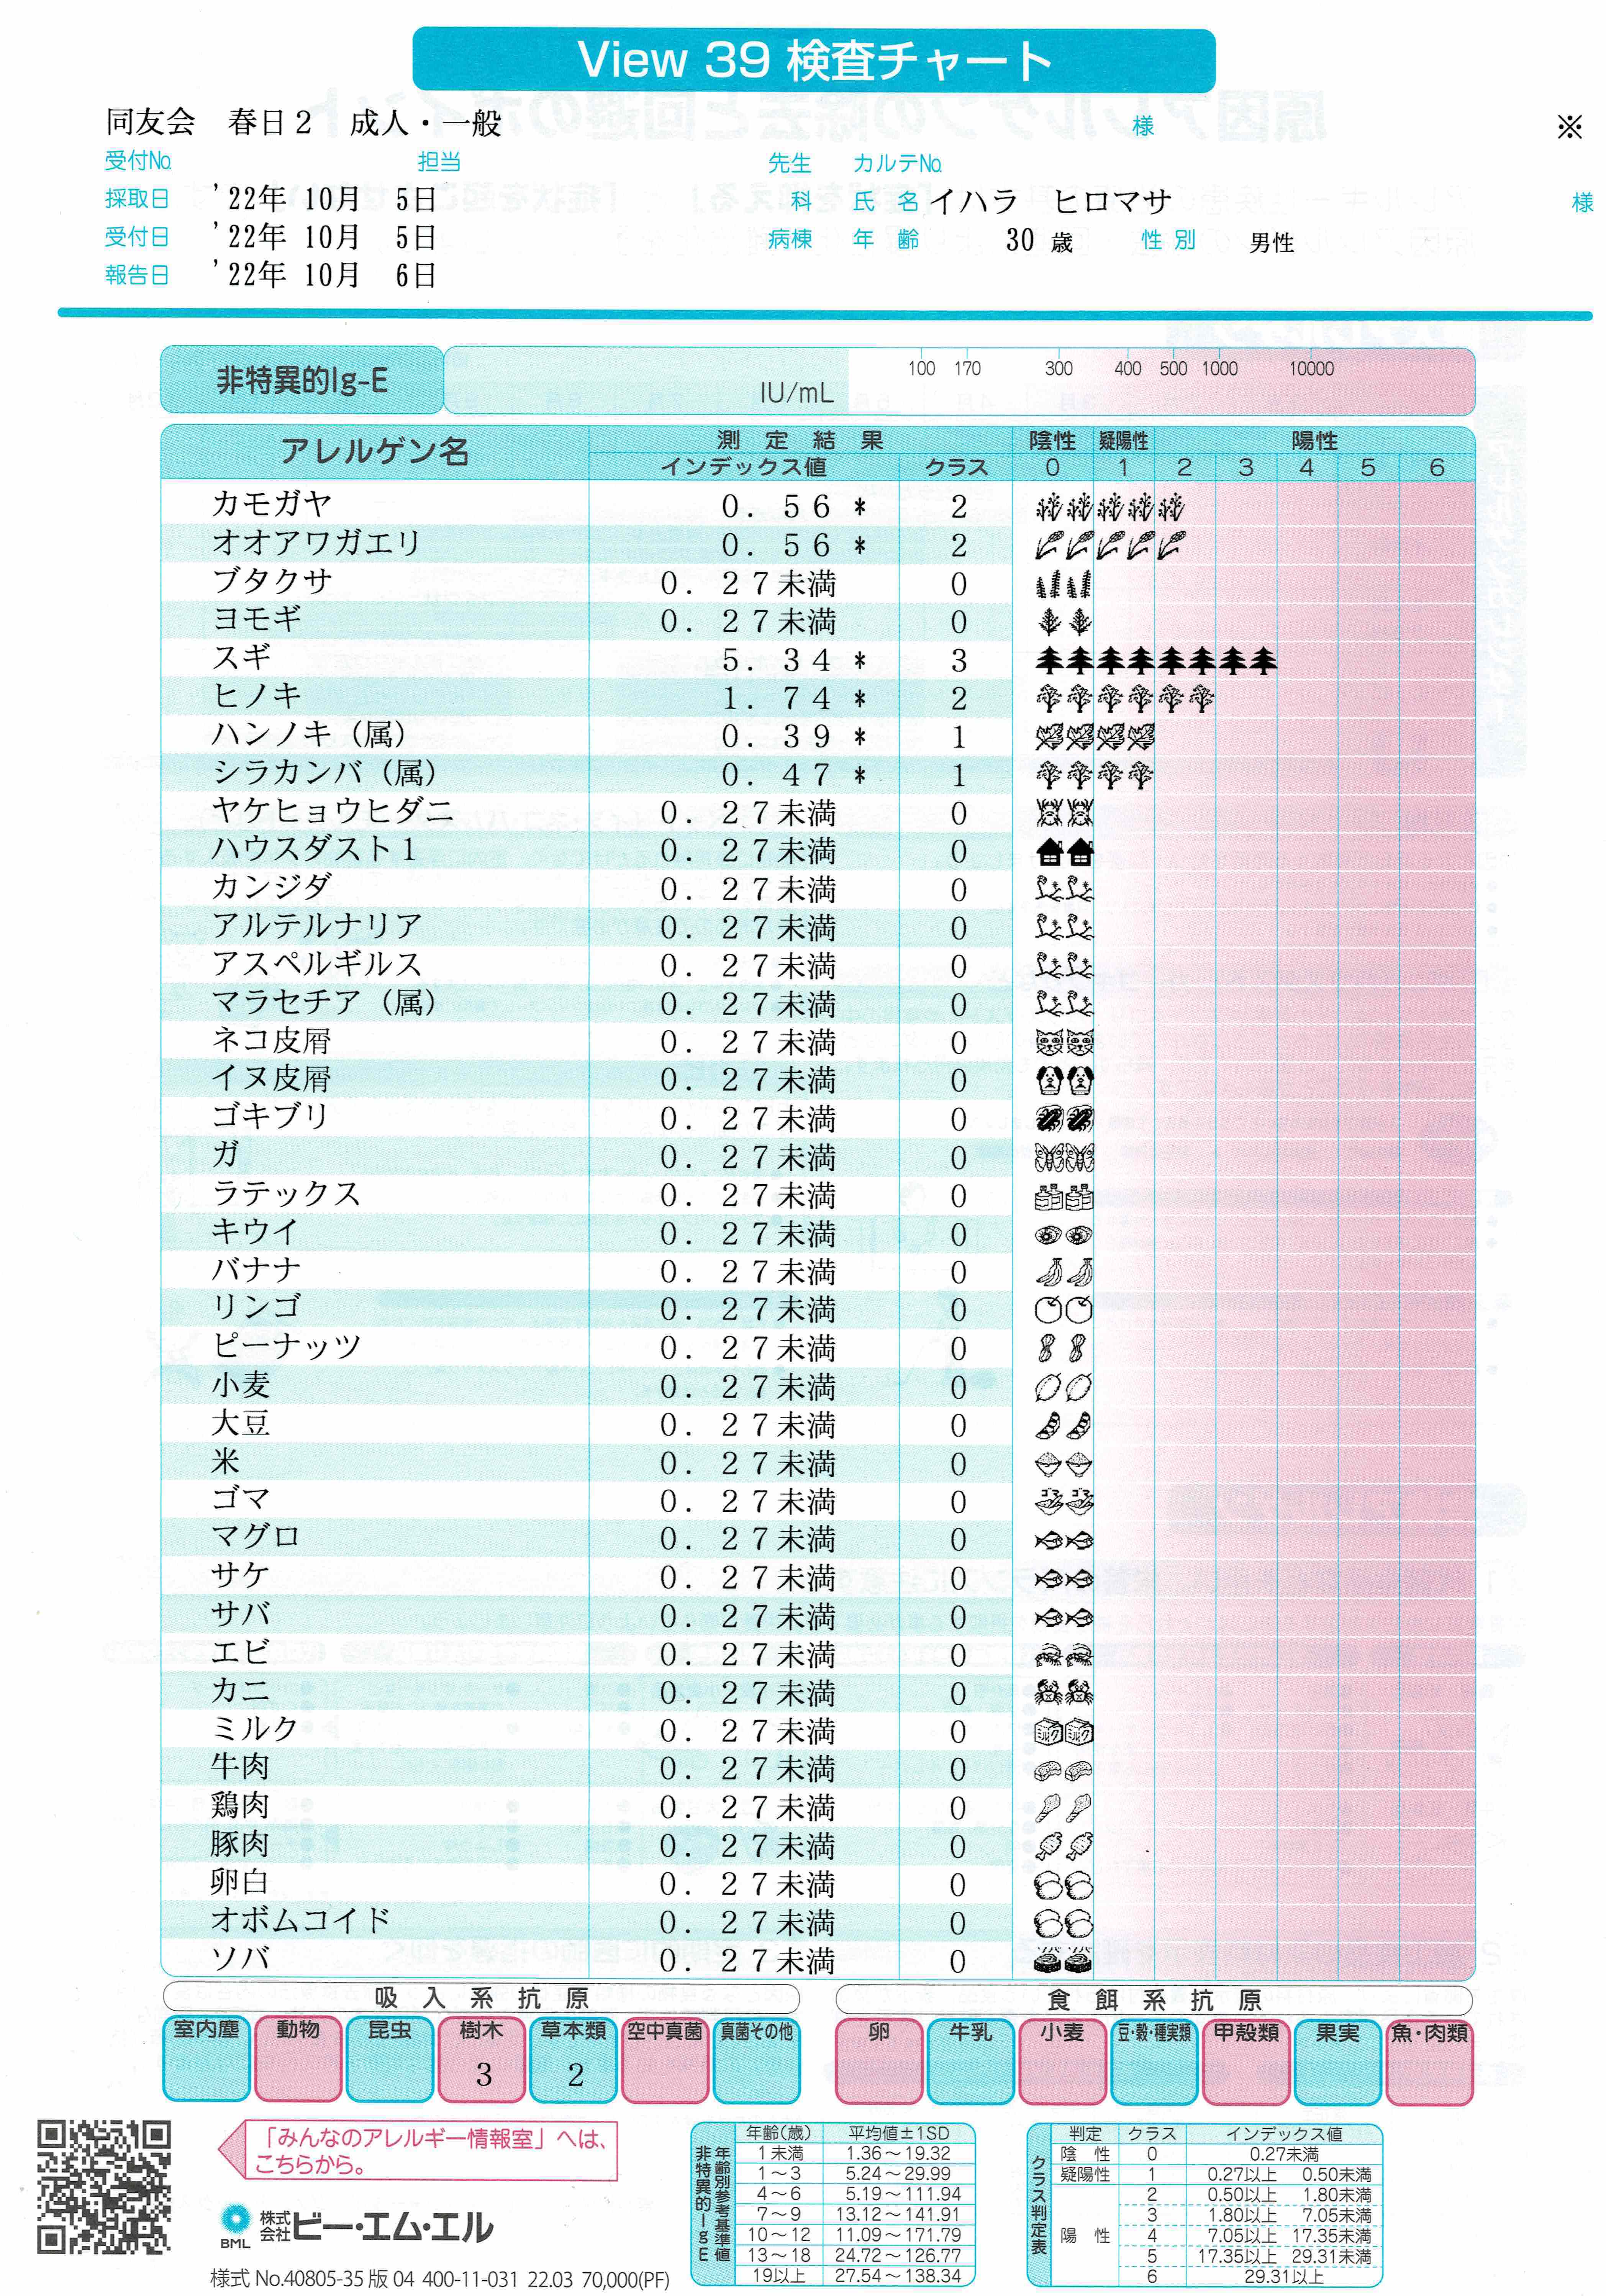 View 39 検査チャート
同友会　春日２　成人・一般　様　※
受付No.　担当　先生　カルテNo.
採取日　'22年 10月　5日　科　氏 名 イハラ　ヒロマサ　様
受付日　'22年 10月　5日　病棟　年 齢　30 歳　性 別　男性
報告日　'22年 10月　6日
非特異的Ig-E　IU/mL　100　170　300　400　500　1000　10000
アレルゲン名　測 定 結 果　陰性　疑陽性　陽性
インデックス値　クラス　0　1　2　3　4　5　6
カモガヤ　0. 56 *　2
オオアワガエリ　0. 56 *　2
ブタクサ　0. 27未満　0
ヨモギ　0. 27未満　0
スギ　5. 34 *　3
ヒノキ　1. 74 *　2
ハンノキ（属）　0. 39 *　1
シラカンバ（属）　0. 47 *　1
ヤケヒョウヒダニ　0. 27未満　0
ハウスダスト１　0. 27未満　0
カンジダ　0. 27未満　0
アルテルナリア　0. 27未満　0
アスペルギルス　0. 27未満　0
マラセチア（属）　0. 27未満　0
ネコ皮屑　0. 27未満　0
イヌ皮屑　0. 27未満　0
ゴキブリ　0. 27未満　0
ガ　0. 27未満　0
ラテックス　0. 27未満　0
キウイ　0. 27未満　0
バナナ　0. 27未満　0
リンゴ　0. 27未満　0
ピーナッツ　0. 27未満　0
小麦　0. 27未満　0
大豆　0. 27未満　0
米　0. 27未満　0
ゴマ　0. 27未満　0
マグロ　0. 27未満　0
サケ　0. 27未満　0
サバ　0. 27未満　0
エビ　0. 27未満　0
カニ　0. 27未満　0
ミルク　0. 27未満　0
牛肉　0. 27未満　0
鶏肉　0. 27未満　0
豚肉　0. 27未満　0
卵白　0. 27未満　0
オボムコイド　0. 27未満　0
ソバ　0. 27未満　0
吸 入 系 抗 原　食 餌 系 抗 原
室内塵　動物　昆虫　樹木　草本類　空中真菌　真菌その他　卵　牛乳　小麦　豆・穀・種実類　甲殻類　果実　魚・肉類
3　2
「みんなのアレルギー情報室」へは、
こちらから。
BML 株式会社ビー・エム・エル
様式 No.40805-35 版 04 400-11-031 22.03 70,000(PF)
非特異的IgE
年齢別参考基準値
年齢(歳)　平均値±1SD
1 未満　1.36～19.32
1～3　5.24～29.99
4～6　5.19～111.94
7～9　13.12～141.91
10～12　11.09～171.79
13～18　24.72～126.77
19以上　27.54～138.34
クラス判定表
判定　クラス　インデックス値
陰 性　0　0.27未満
疑陽性　1　0.27以上　0.50未満
2　0.50以上　1.80未満
3　1.80以上　7.05未満
陽 性　4　7.05以上　17.35未満
5　17.35以上　29.31未満
6　29.31以上